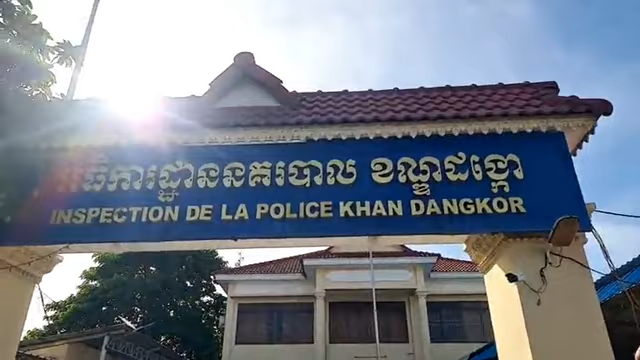 អធិការដ្ឋាននគរបាល ខណ្ឌដង្កោ
INSPECTION DE LA POLICE KHAN DANGKOR